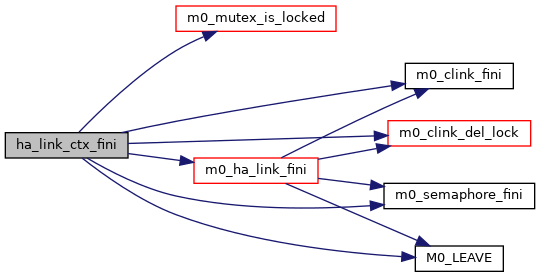 m0_mutex_is_locked
m0_clink_fini
ha_link_ctx_fini
m0_clink_del_lock
m0_ha_link_fini
m0_semaphore_fini
M0_LEAVE